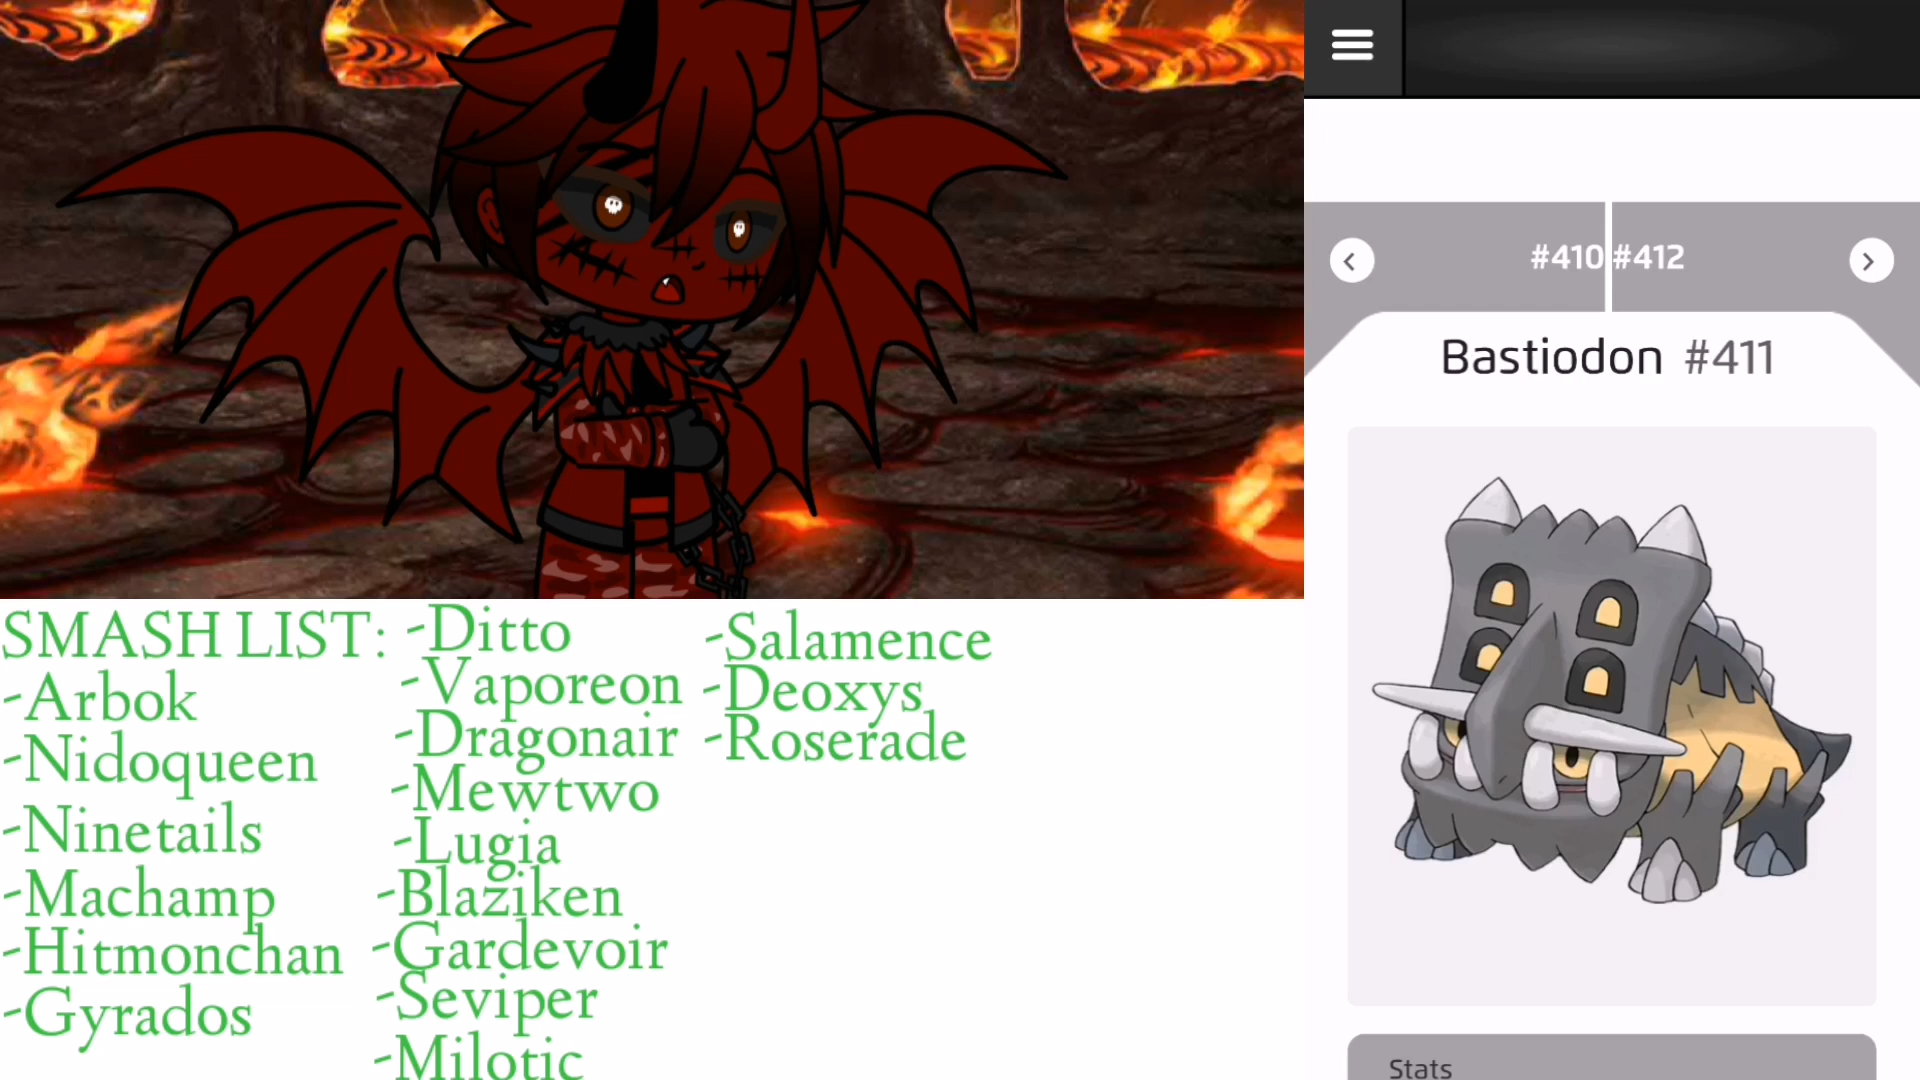 SMASH LIST:
-Arbok
-Nidoqueen
-Ninetails
-Machamp
-Hitmonchan
-Gyrados
-Ditto
-Vaporeon
-Dragonair
-Mewtwo
-Lugia
-Blaziken
-Gardevoir
-Seviper
-Milotic
-Salamence
-Deoxys
-Roserade
#410 #412
Bastiodon #411
Stats